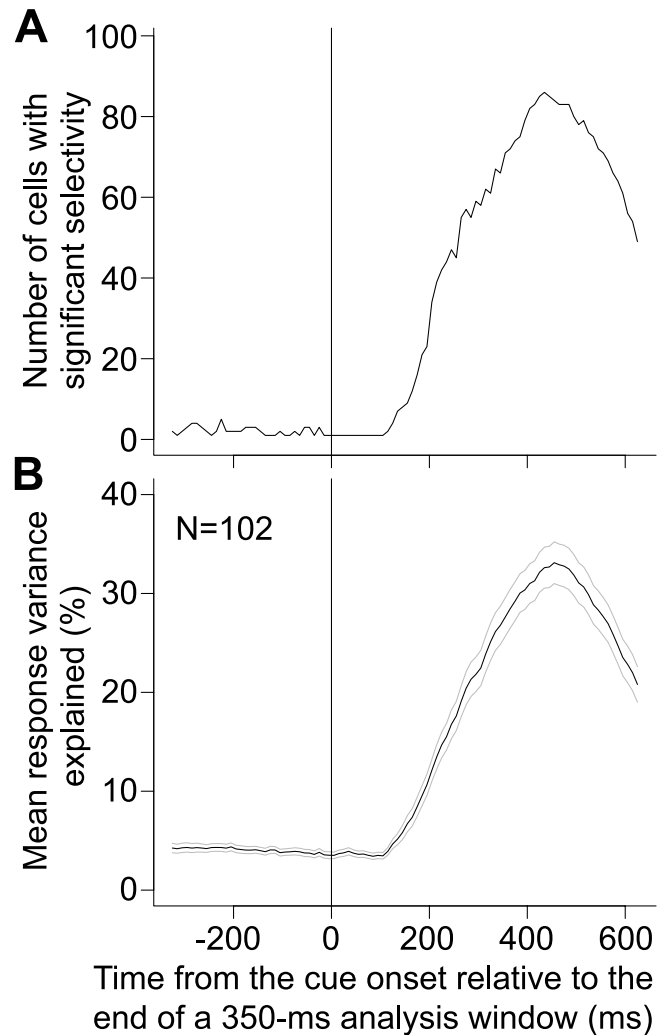 A
Number of cells with
significant selectivity
100
80
60
40
20
0
B
Mean response variance
explained (%)
N=102
40
30
20
10
0
-200 0 200 400 600
Time from the cue onset relative to the
end of a 350-ms analysis window (ms)